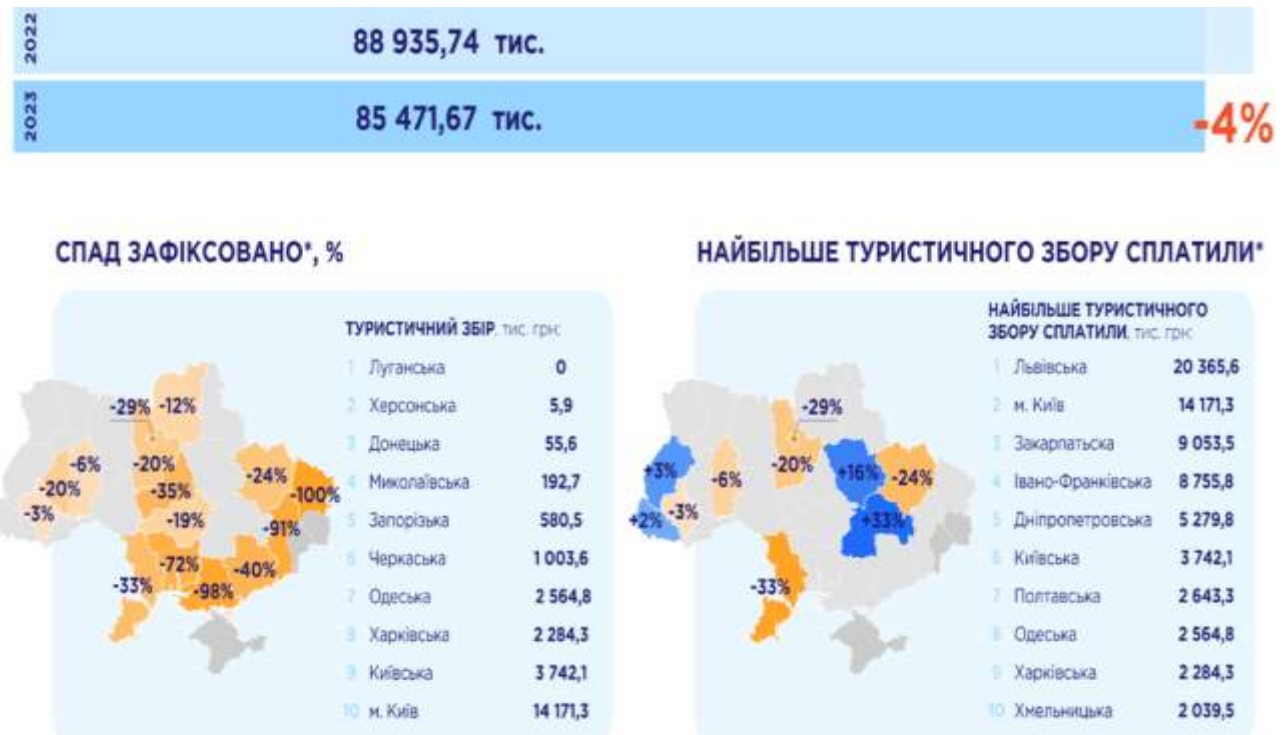 2022
88 935,74 тис.
2023
85 471,67 тис.
-4%
СПАД ЗАФІКСОВАНО*, %
ТУРИСТИЧНИЙ ЗБІР, тис. грн:
1 Луганська 0
2 Херсонська 5,9
3 Донецька 55,6
4 Миколаївська 192,7
5 Запорізька 580,5
6 Черкаська 1 003,6
7 Одеська 2 564,8
8 Харківська 2 284,3
9 Київська 3 742,1
10 м. Київ 14 171,3
-29% -12%
-6% -20% -24%
-20% -35% -100%
-3% -19% -91%
-72% -40%
-33% -98%
НАЙБІЛЬШЕ ТУРИСТИЧНОГО ЗБОРУ СПЛАТИЛИ*
НАЙБІЛЬШЕ ТУРИСТИЧНОГО
ЗБОРУ СПЛАТИЛИ, тис. грн:
1 Львівська 20 365,6
2 м. Київ 14 171,3
3 Закарпатьска 9 053,5
4 Івано-Франківська 8 755,8
5 Дніпропетровська 5 279,8
6 Київська 3 742,1
7 Полтавська 2 643,3
8 Одеська 2 564,8
9 Харківська 2 284,3
10 Хмельницька 2 039,5
-29%
+3% -6% -20% +16% -24%
+2% -3% +33%
-33%